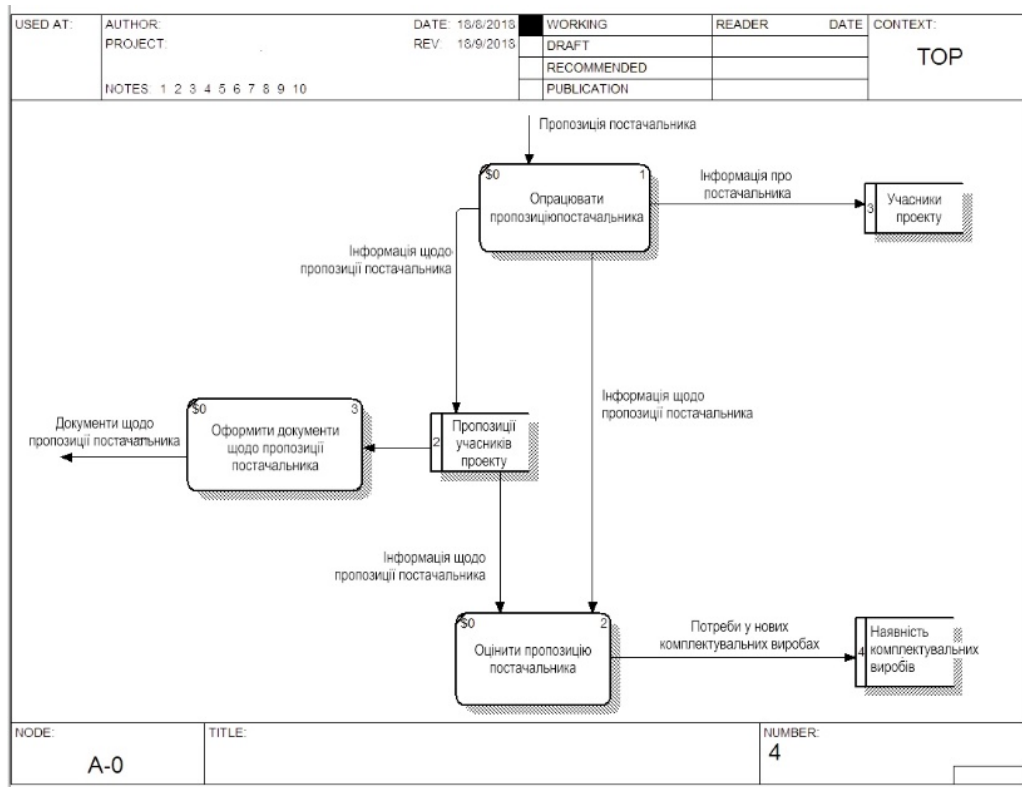 USED AT:
AUTHOR:
DATE: 18/8/2018
WORKING
READER
DATE
CONTEXT:
PROJECT:
REV: 18/9/2018
DRAFT
TOP
RECOMMENDED
NOTES: 1 2 3 4 5 6 7 8 9 10
PUBLICATION
Пропозиція постачальника
$0
1
Опрацювати
пропозиціюпостачальника
Інформація про
постачальника
3
Учасники
проекту
Інформація щодо
пропозиції постачальника
Інформація щодо
пропозиції постачальника
Документи щодо
пропозиції постачальника
$0
3
Оформити документи
щодо пропозиції
постачальника
2
Пропозиції
учасників
проекту
Інформація щодо
пропозиції постачальника
$0
2
Оцінити пропозицію
постачальника
Потреби у нових
комплектувальних виробах
4
Наявність
комплектувальних
виробів
NODE:
TITLE:
NUMBER:
A-0
4